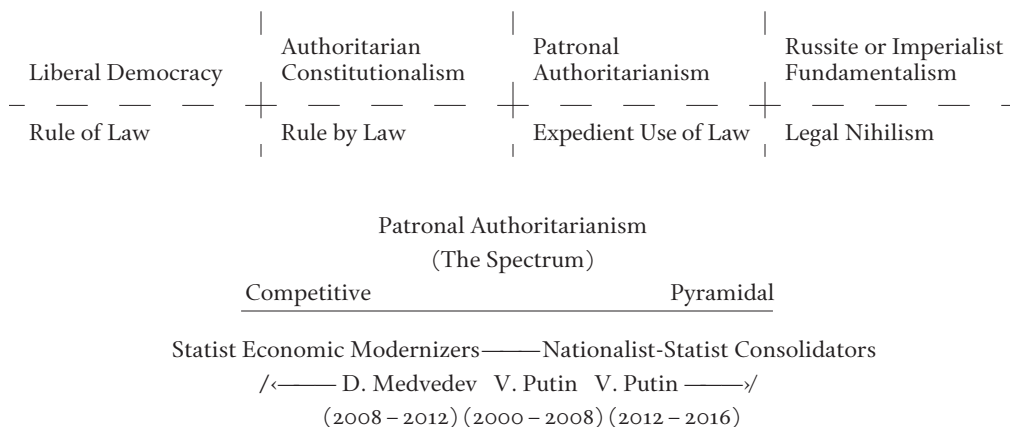 Liberal Democracy
Authoritarian
Constitutionalism
Patronal
Authoritarianism
Russite or Imperialist
Fundamentalism
Rule of Law
Rule by Law
Expedient Use of Law
Legal Nihilism
Patronal Authoritarianism
(The Spectrum)
Competitive Pyramidal
Statist Economic Modernizers——Nationalist-Statist Consolidators
/‹—— D. Medvedev V. Putin V. Putin ——›/
(2008 – 2012) (2000 – 2008) (2012 – 2016)